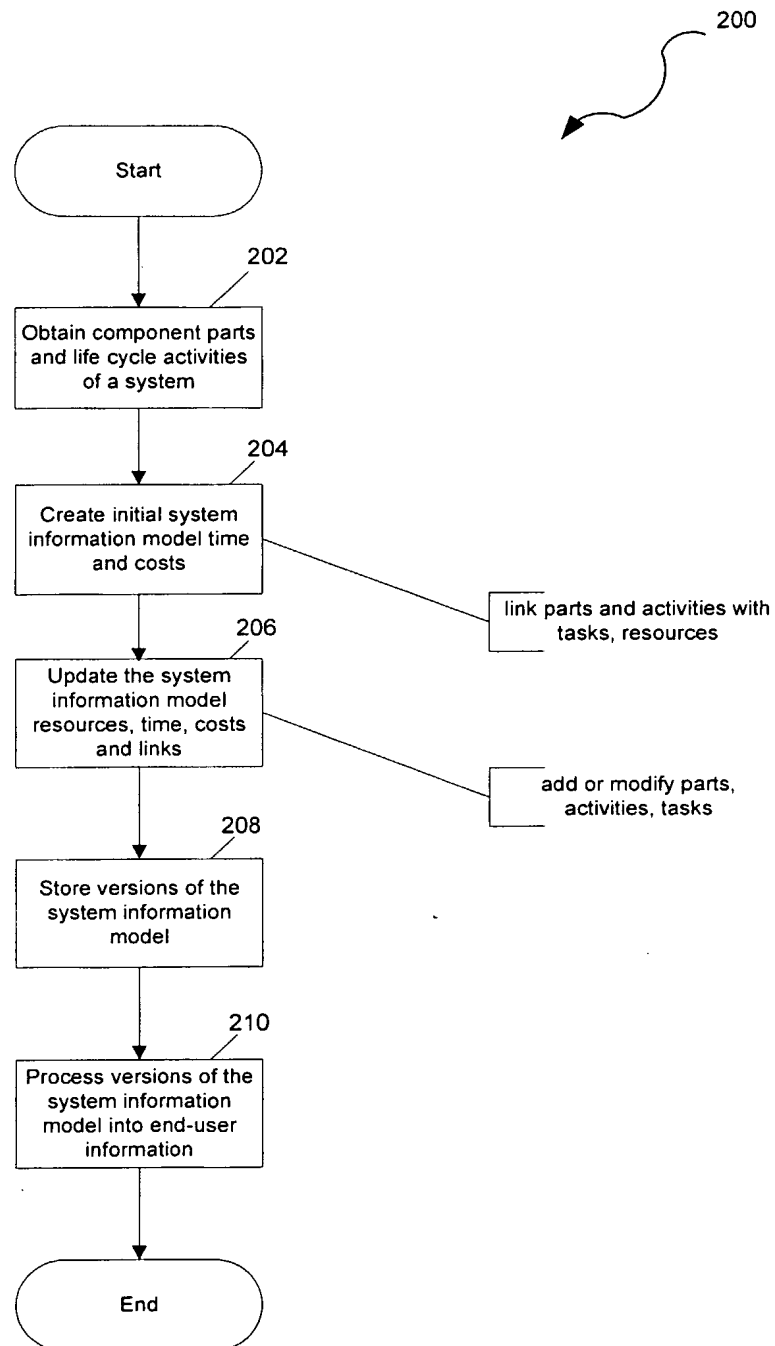 200
Start
202
Obtain component parts
and life cycle activities
of a system
204
Create initial system
information model time
and costs
link parts and activities with
tasks, resources
206
Update the system
information model
resources, time, costs
and links
add or modify parts,
activities, tasks
208
Store versions of the
system information
model
210
Process versions of the
system information
model into end-user
information
End